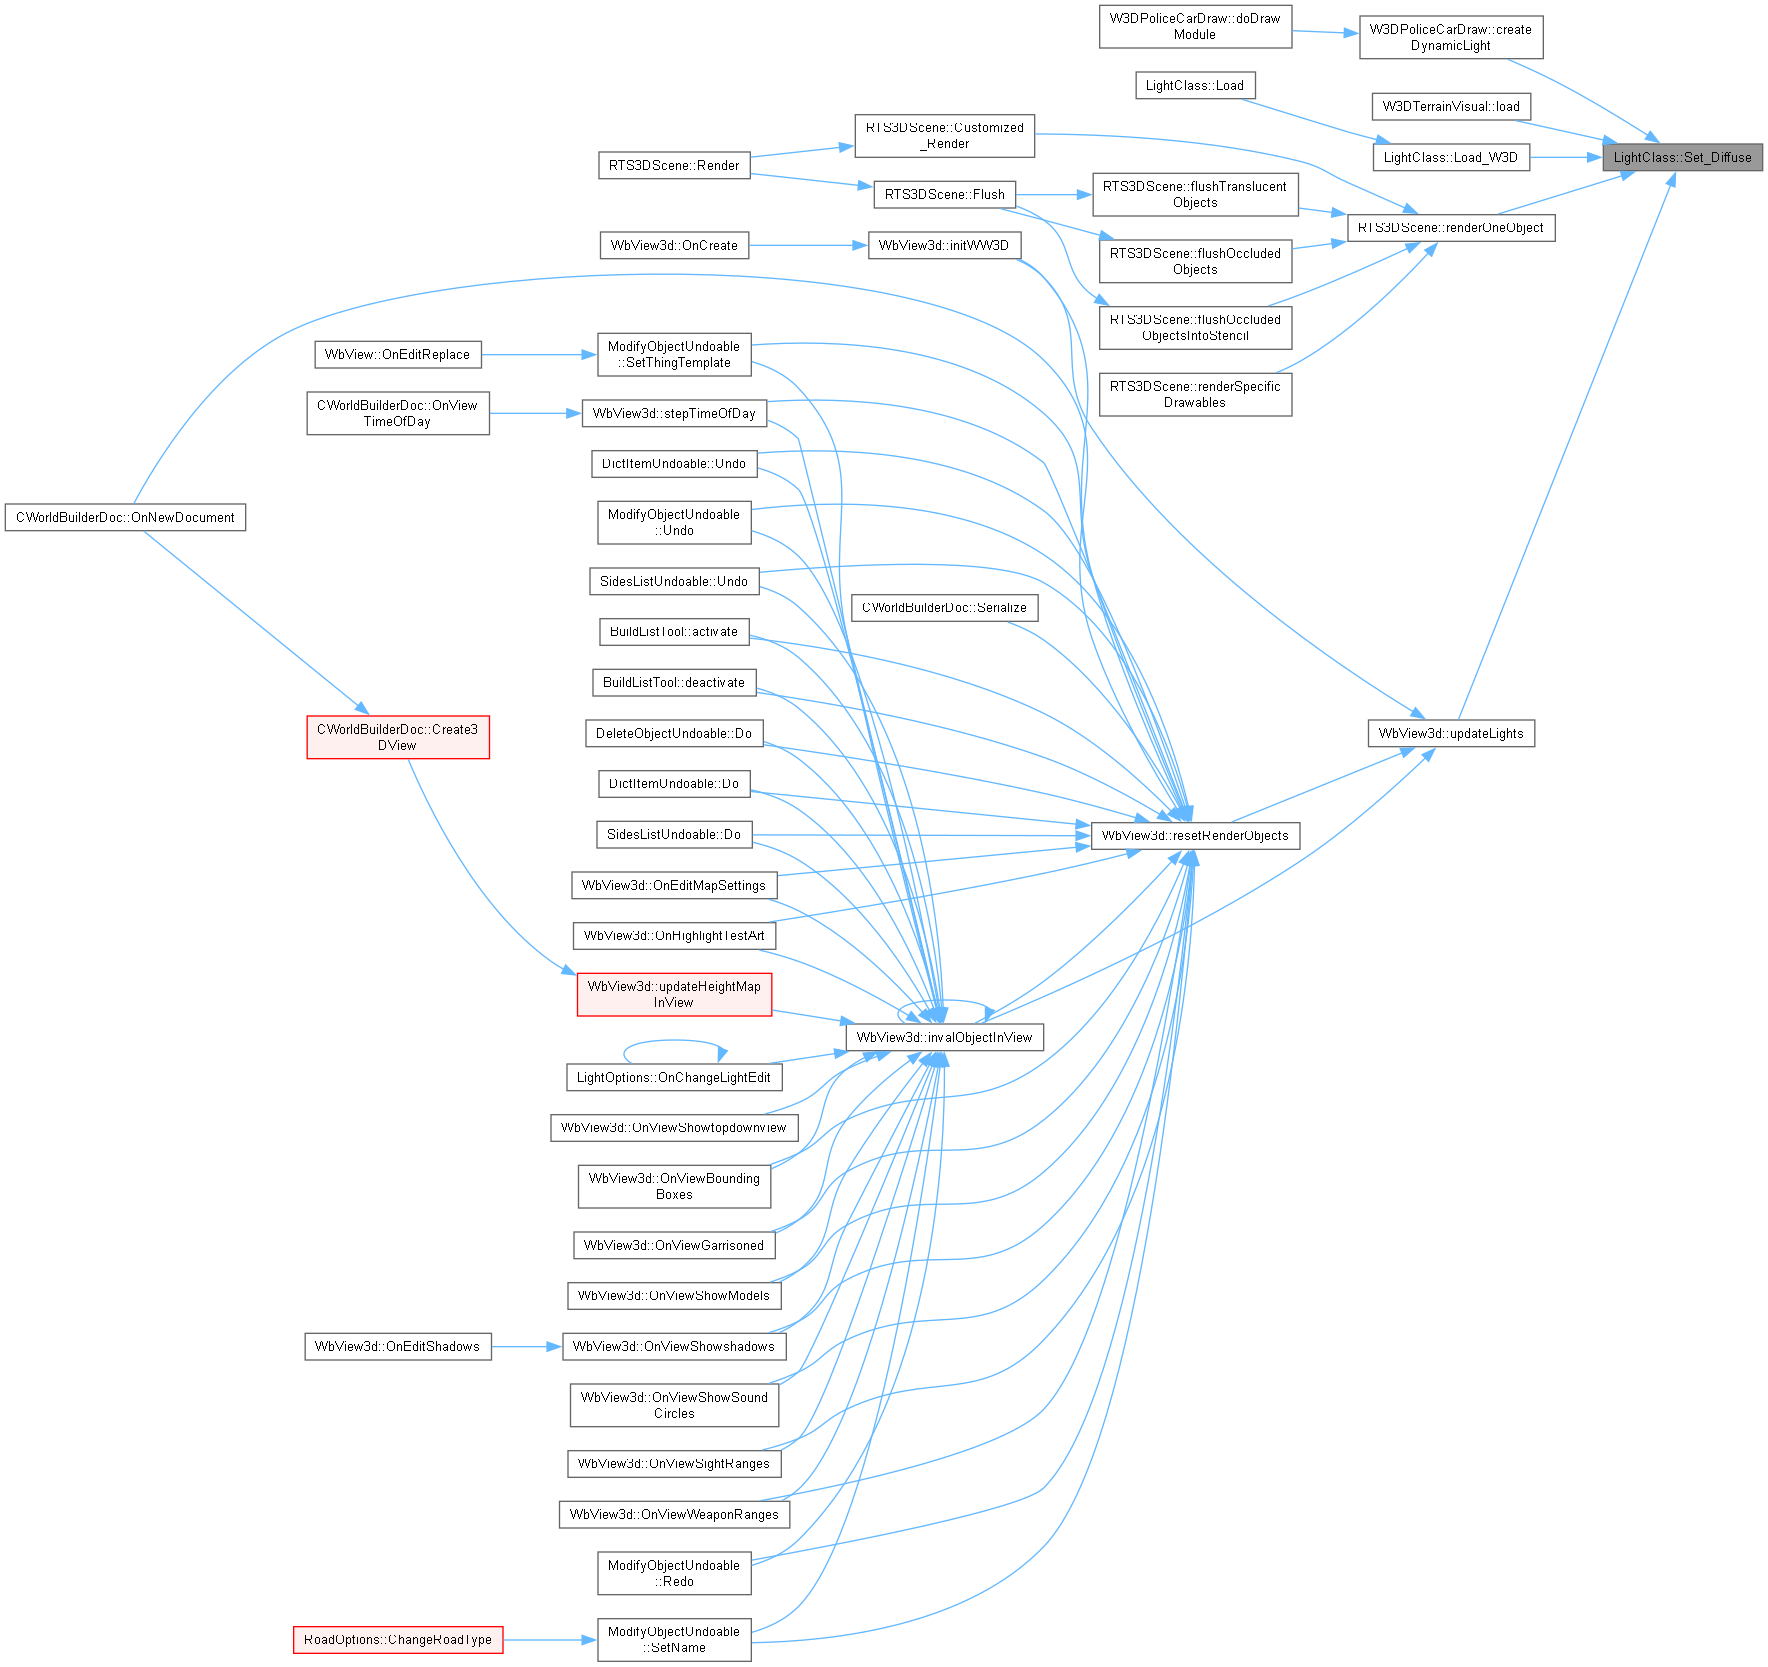 W3DPoliceCarDraw::doDraw
Module
W3DPoliceCarDraw::create
DynamicLight
LightClass::Load
W3DTerrainVisual::load
RTS3DScene::Customized
_Render
LightClass::Load_W3D
LightClass::Set_Diffuse
RTS3DScene::Render
RTS3DScene::Flush
RTS3DScene::flushTranslucent
Objects
RTS3DScene::renderOneObject
WbView3d::OnCreate
WbView3d::initWW3D
RTS3DScene::flushOccluded
Objects
RTS3DScene::flushOccluded
ObjectsIntoStencil
WbView::OnEditReplace
ModifyObjectUndoable
::SetThingTemplate
RTS3DScene::renderSpecific
Drawables
CWorldBuilderDoc::OnView
TimeOfDay
WbView3d::stepTimeOfDay
DictItemUndoable::Undo
CWorldBuilderDoc::OnNewDocument
ModifyObjectUndoable
::Undo
SidesListUndoable::Undo
CWorldBuilderDoc::Serialize
BuildListTool::activate
BuildListTool::deactivate
CWorldBuilderDoc::Create3
DView
DeleteObjectUndoable::Do
WbView3d::updateLights
DictItemUndoable::Do
SidesListUndoable::Do
WbView3d::resetRenderObjects
WbView3d::OnEditMapSettings
WbView3d::OnHighlightTestArt
WbView3d::updateHeightMap
InView
WbView3d::invalObjectInView
LightOptions::OnChangeLightEdit
WbView3d::OnViewShowtopdownview
WbView3d::OnViewBounding
Boxes
WbView3d::OnViewGarrisoned
WbView3d::OnViewShowModels
WbView3d::OnEditShadows
WbView3d::OnViewShowshadows
WbView3d::OnViewShowSound
Circles
WbView3d::OnViewSightRanges
WbView3d::OnViewWeaponRanges
ModifyObjectUndoable
::Redo
RoadOptions::ChangeRoadType
ModifyObjectUndoable
::SetName